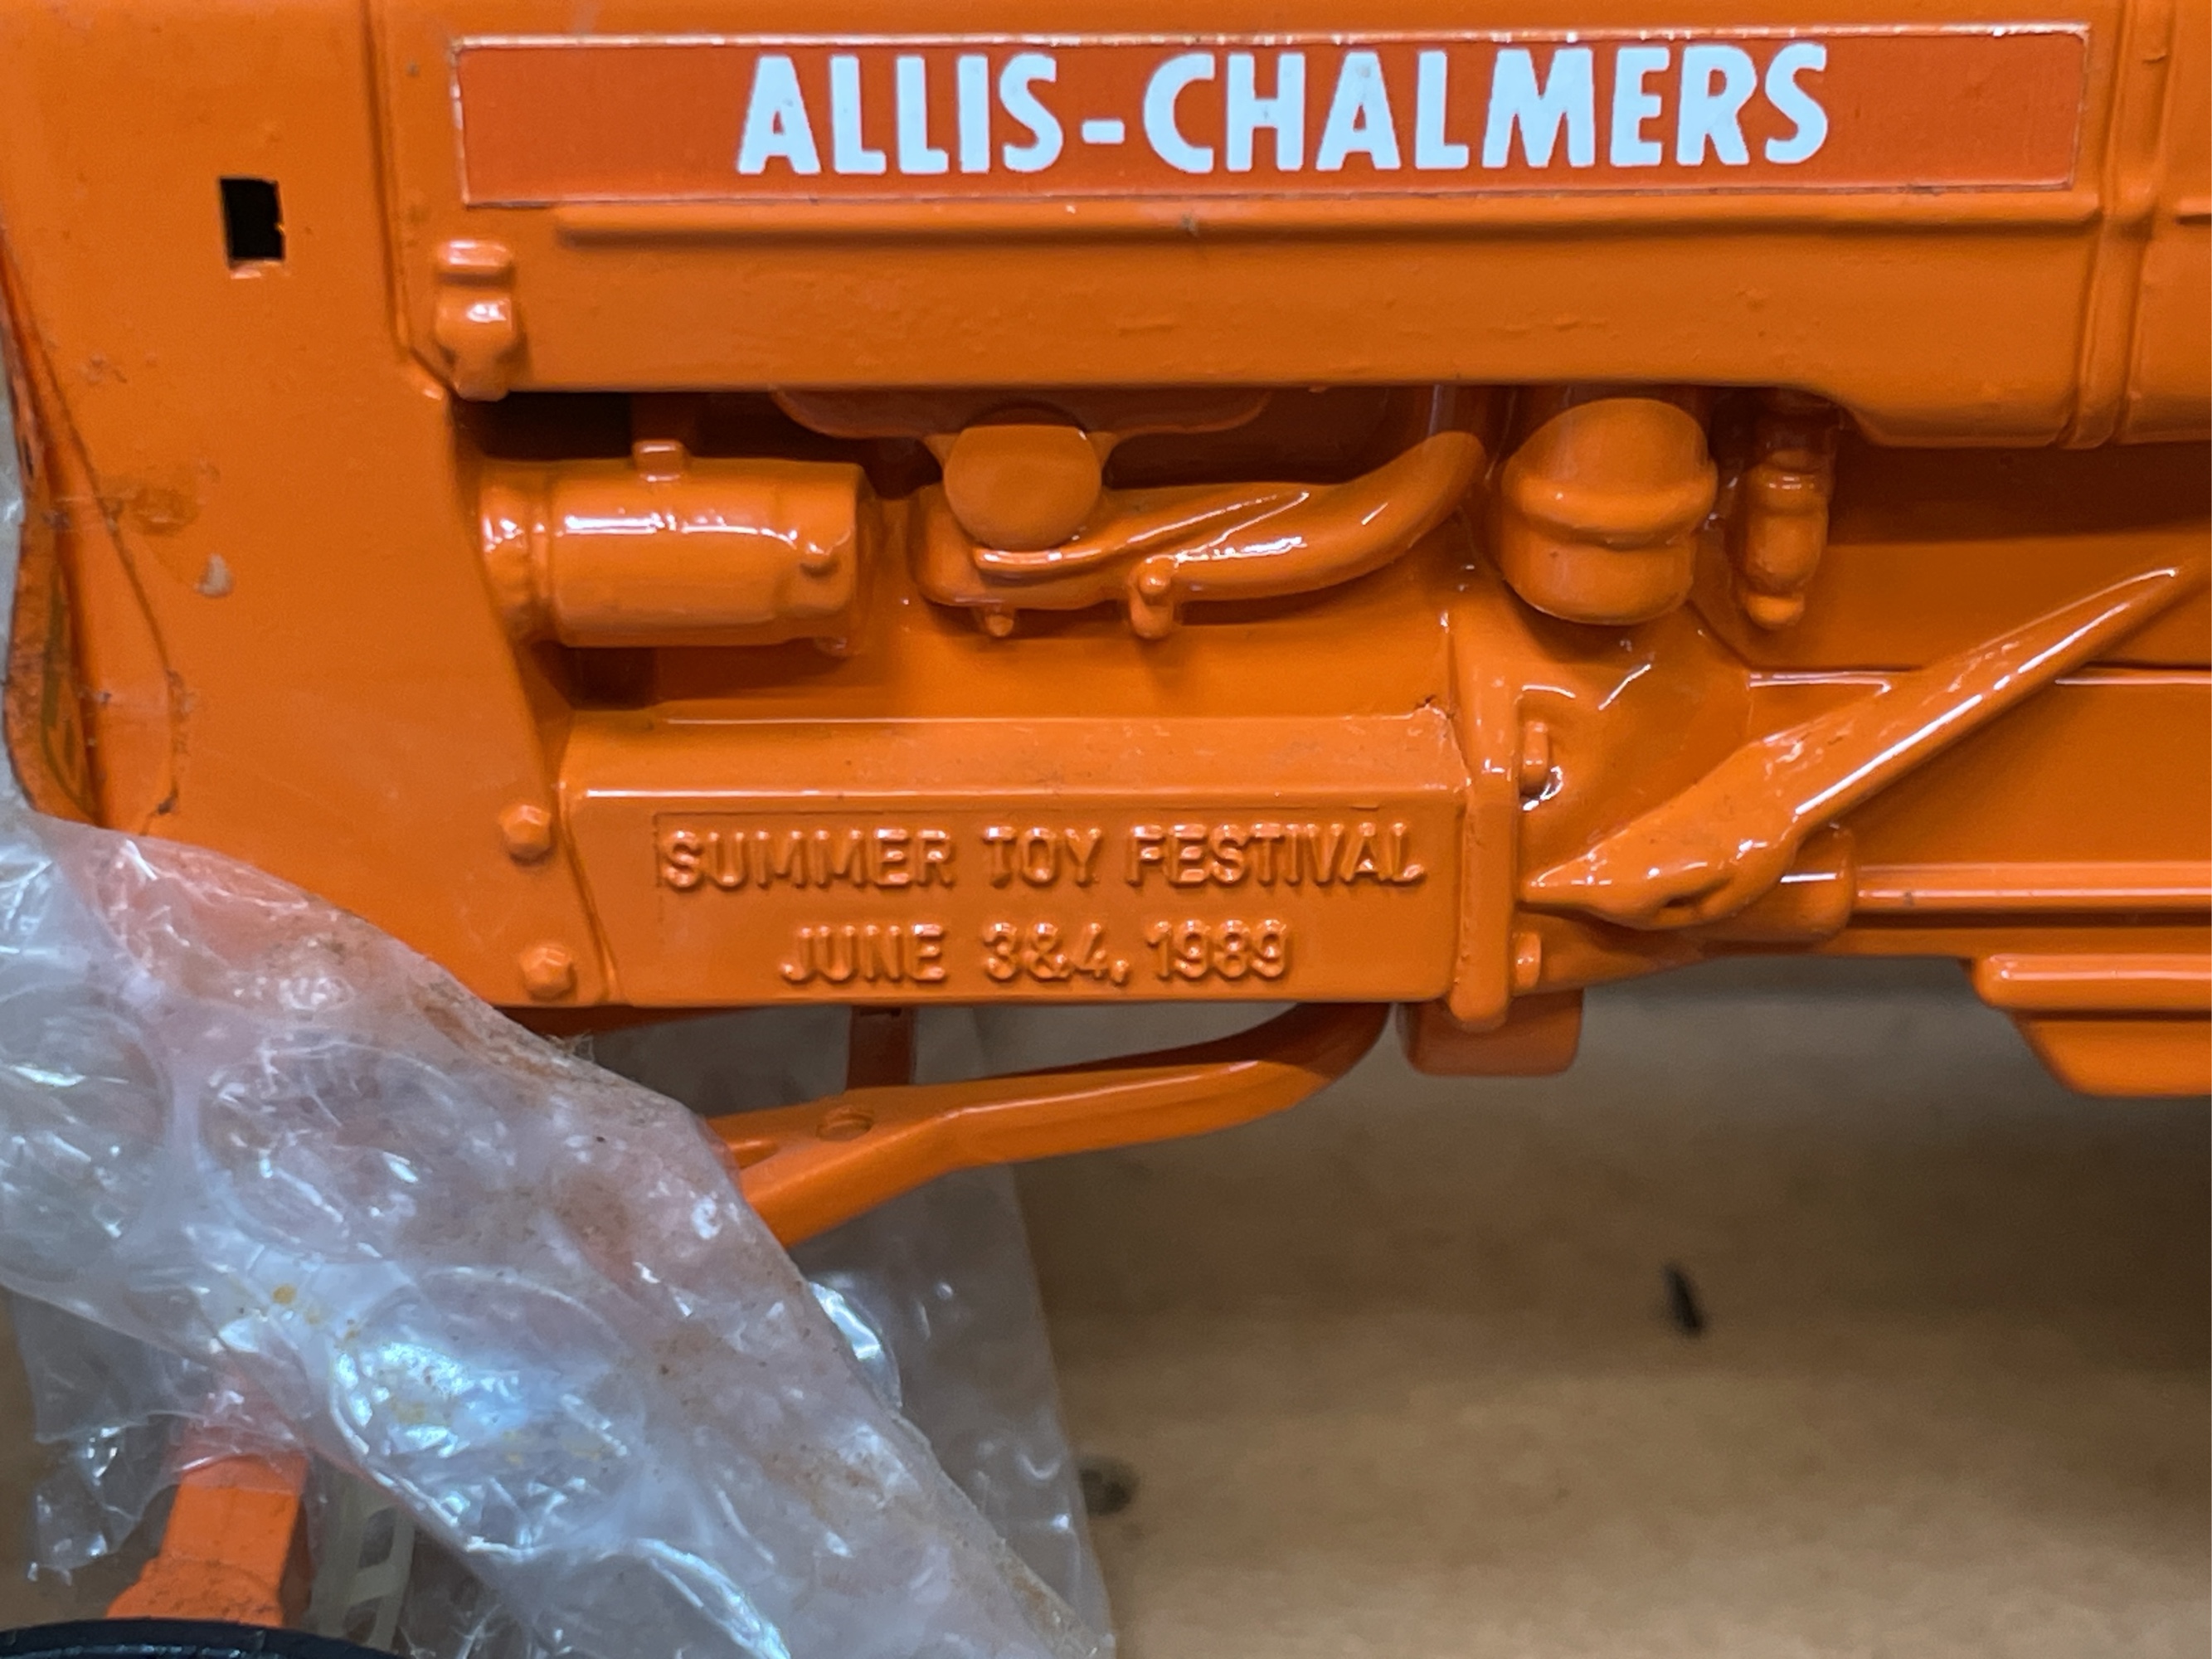 ALLIS-CHALMERS
SUMMER TOY FESTIVAL
JUNE 3&4, 1989